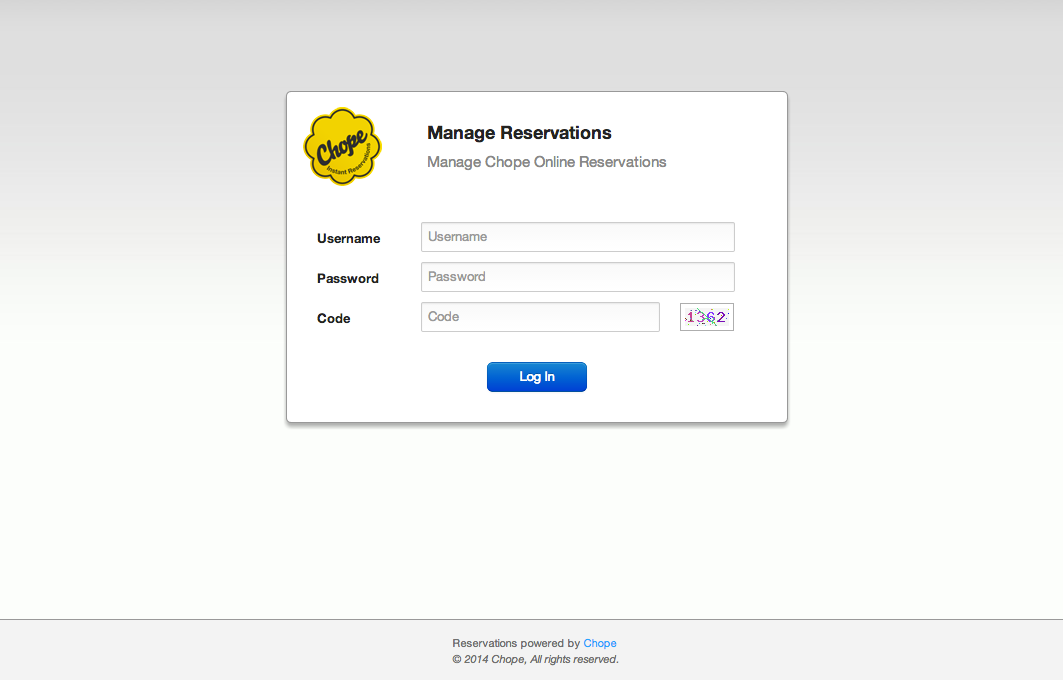 Chope
Instant Reservations
Manage Reservations
Manage Chope Online Reservations
Username
Username
Password
Password
Code
Code
1362
Log In
Reservations powered by Chope
© 2014 Chope, All rights reserved.